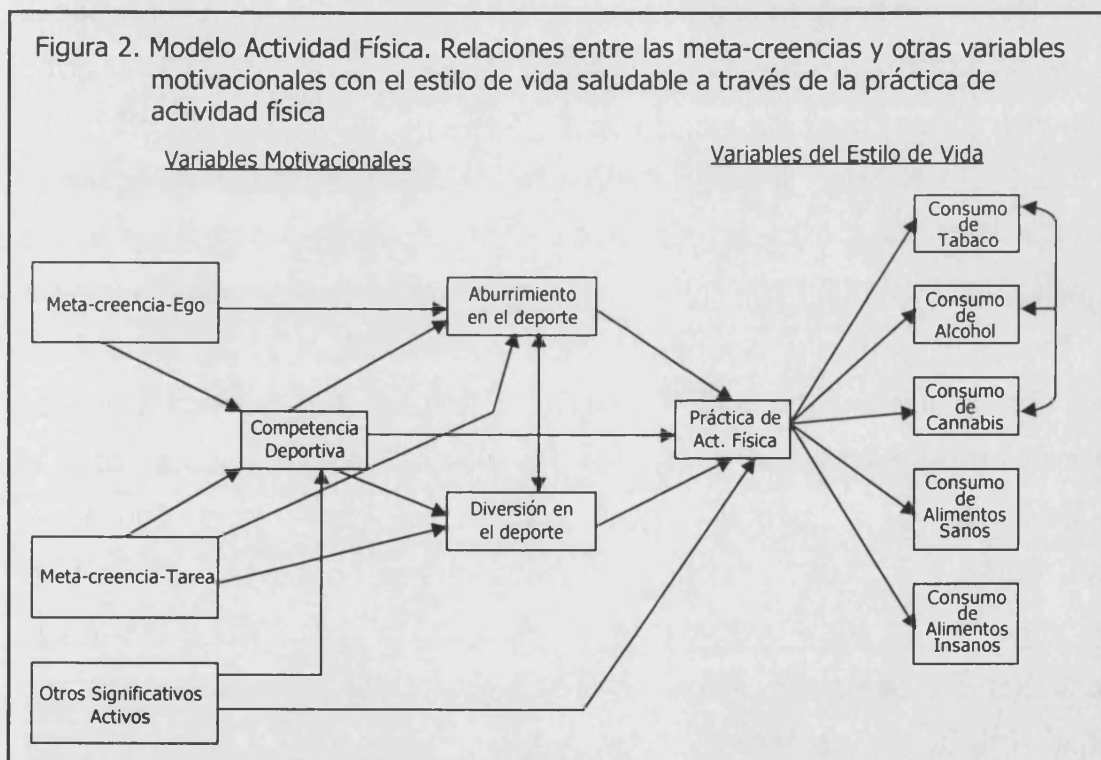 Figura 2. Modelo Actividad Física. Relaciones entre las meta-creencias y otras variables
motivacionales con el estilo de vida saludable a través de la práctica de
actividad física
Variables Motivacionales
Variables del Estilo de Vida
Meta-creencia-Ego
Meta-creencia-Tarea
Otros Significativos
Activos
Competencia
Deportiva
Aburrimiento
en el deporte
Diversión en
el deporte
Práctica de
Act. Física
Consumo
de
Tabaco
Consumo
de
Alcohol
Consumo
de
Cannabis
Consumo
de
Alimentos
Sanos
Consumo
de
Alimentos
Insanos